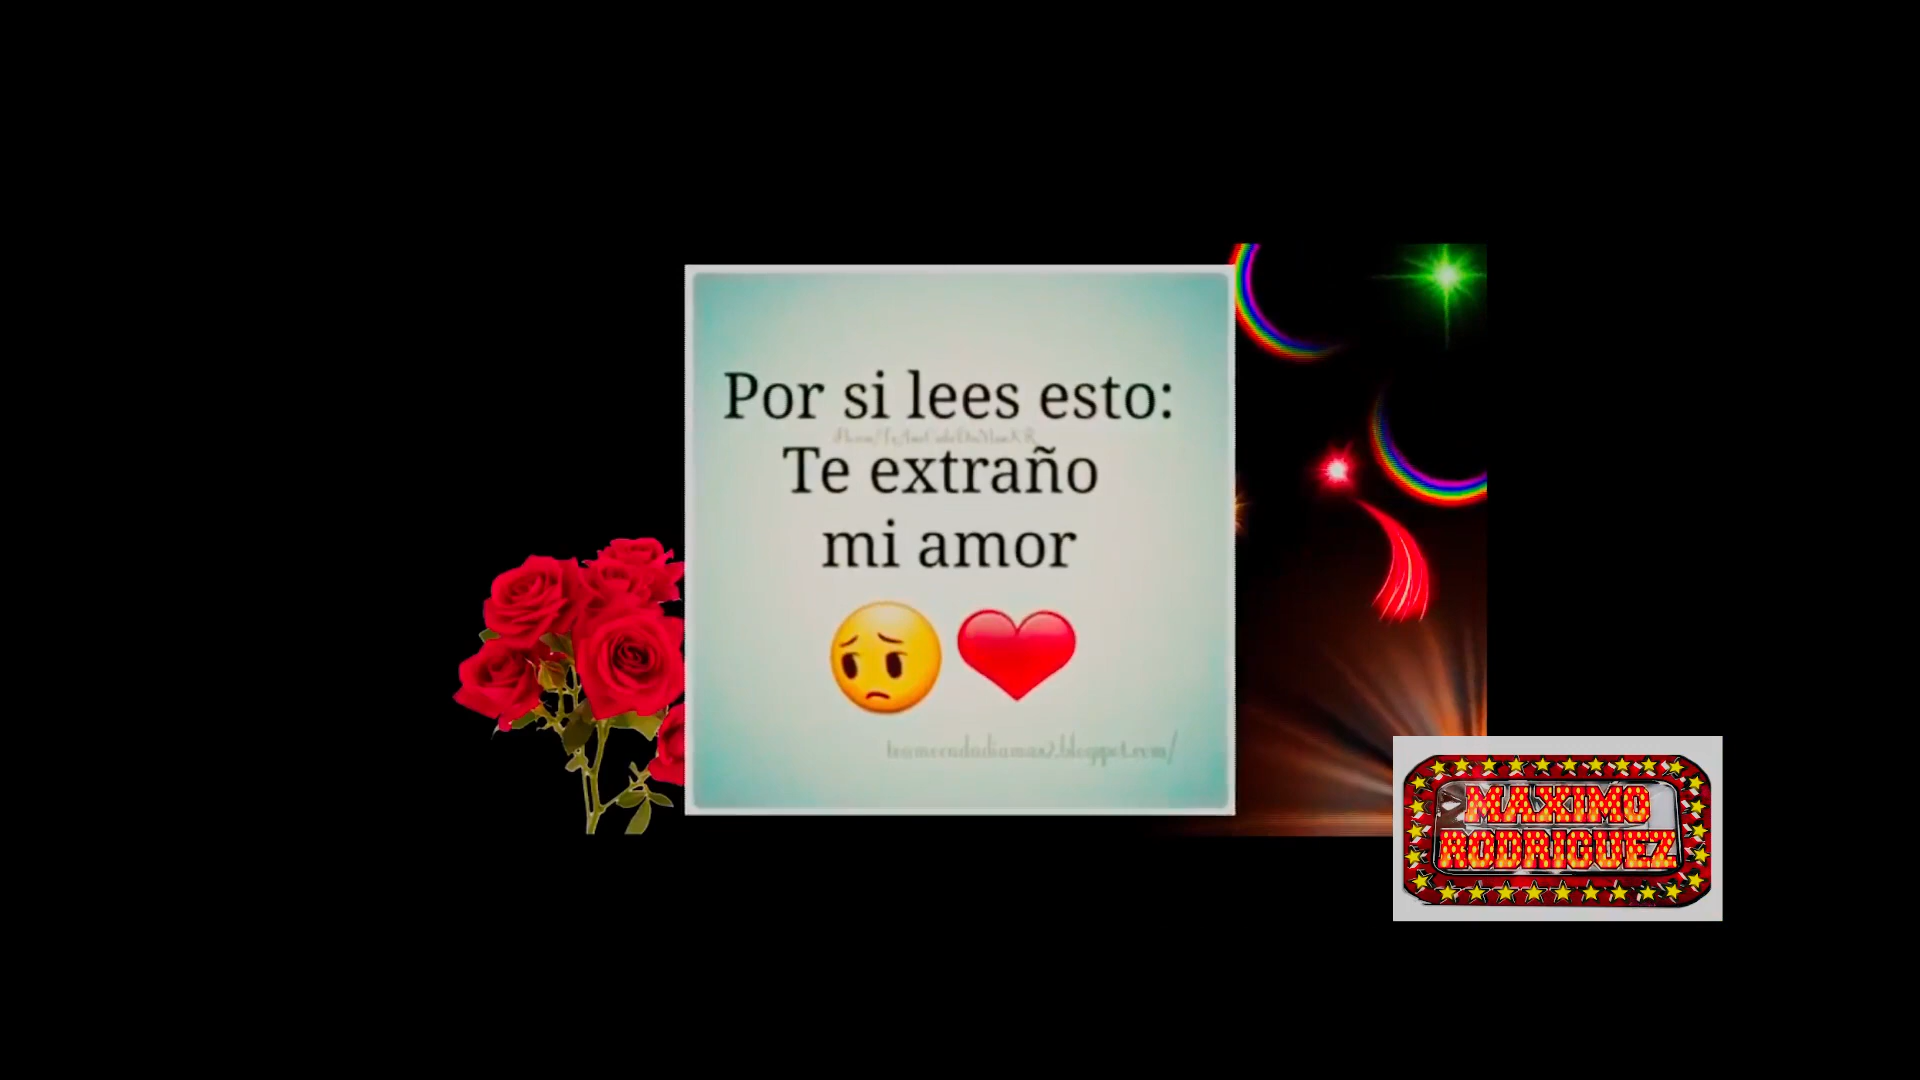 Por si lees esto:
Te extraño
mi amor
MAXIMO
RODRIGUEZ